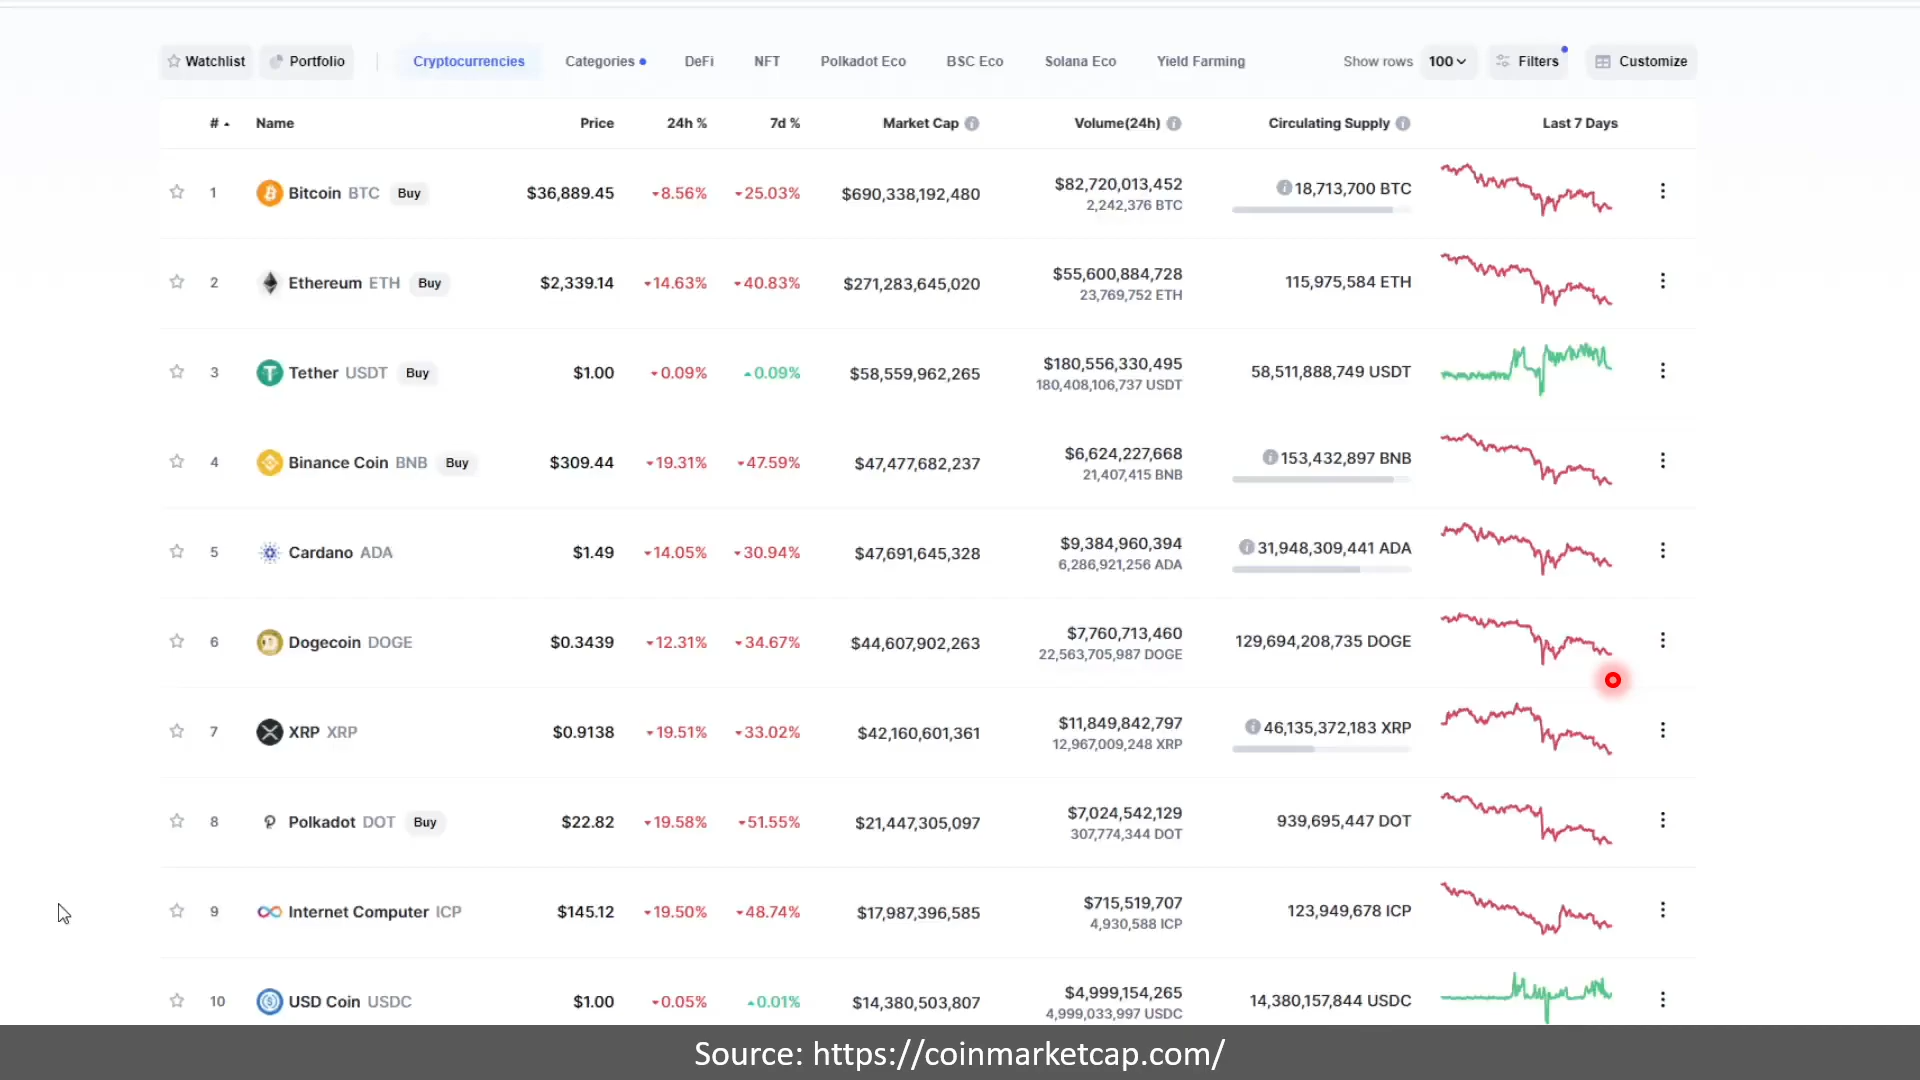 Watchlist Portfolio Cryptocurrencies Categories DeFi NFT Polkadot Eco BSC Eco Solana Eco Yield Farming Show rows 100 Filters Customize
# Name Price 24h % 7d % Market Cap Volume(24h) Circulating Supply Last 7 Days
1 Bitcoin BTC Buy $36,889.45 8.56% 25.03% $690,338,192,480 $82,720,013,452 18,713,700 BTC
2,242,376 BTC
2 Ethereum ETH Buy $2,339.14 14.63% 40.83% $271,283,645,020 $55,600,884,728 115,975,584 ETH
23,769,752 ETH
3 Tether USDT Buy $1.00 0.09% 0.09% $58,559,962,265 $180,556,330,495 58,511,888,749 USDT
180,408,106,737 USDT
4 Binance Coin BNB Buy $309.44 19.31% 47.59% $47,477,682,237 $6,624,227,668 153,432,897 BNB
21,407,415 BNB
5 Cardano ADA $1.49 14.05% 30.94% $47,691,645,328 $9,384,960,394 31,948,309,441 ADA
6,286,921,256 ADA
6 Dogecoin DOGE $0.3439 12.31% 34.67% $44,607,902,263 $7,760,713,460 129,694,208,735 DOGE
22,563,705,987 DOGE
7 XRP XRP $0.9138 19.51% 33.02% $42,160,601,361 $11,849,842,797 46,135,372,183 XRP
12,967,009,248 XRP
8 Polkadot DOT Buy $22.82 19.58% 51.55% $21,447,305,097 $7,024,542,129 939,695,447 DOT
307,774,344 DOT
9 Internet Computer ICP $145.12 19.50% 48.74% $17,987,396,585 $715,519,707 123,949,678 ICP
4,930,588 ICP
10 USD Coin USDC $1.00 0.05% 0.01% $14,380,503,807 $4,999,154,265 14,380,157,844 USDC
4,999,033,997 USDC
Source: https://coinmarketcap.com/